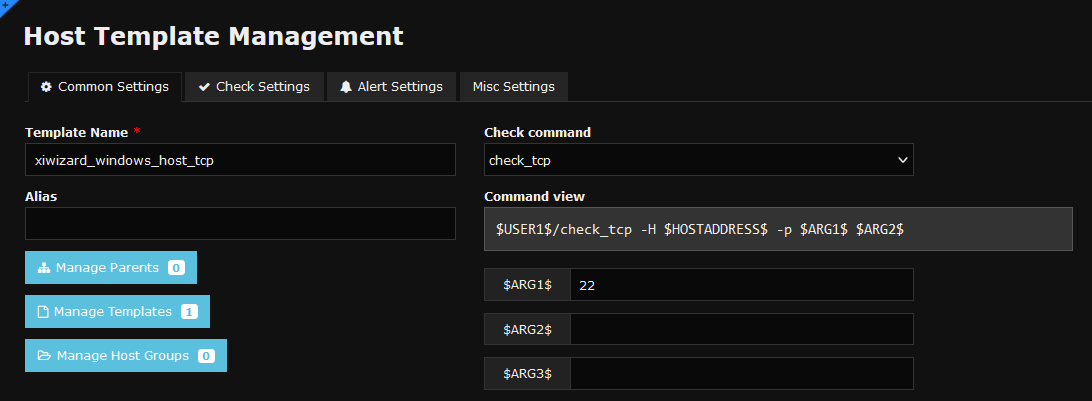 Host Template Management
Common Settings Check Settings Alert Settings Misc Settings
Template Name *
xiwizard_windows_host_tcp
Alias
Manage Parents 0
Manage Templates 1
Manage Host Groups 0
Check command
check_tcp
Command view
$USER1$/check_tcp -H $HOSTADDRESS$ -p $ARG1$ $ARG2$
$ARG1$ 22
$ARG2$
$ARG3$